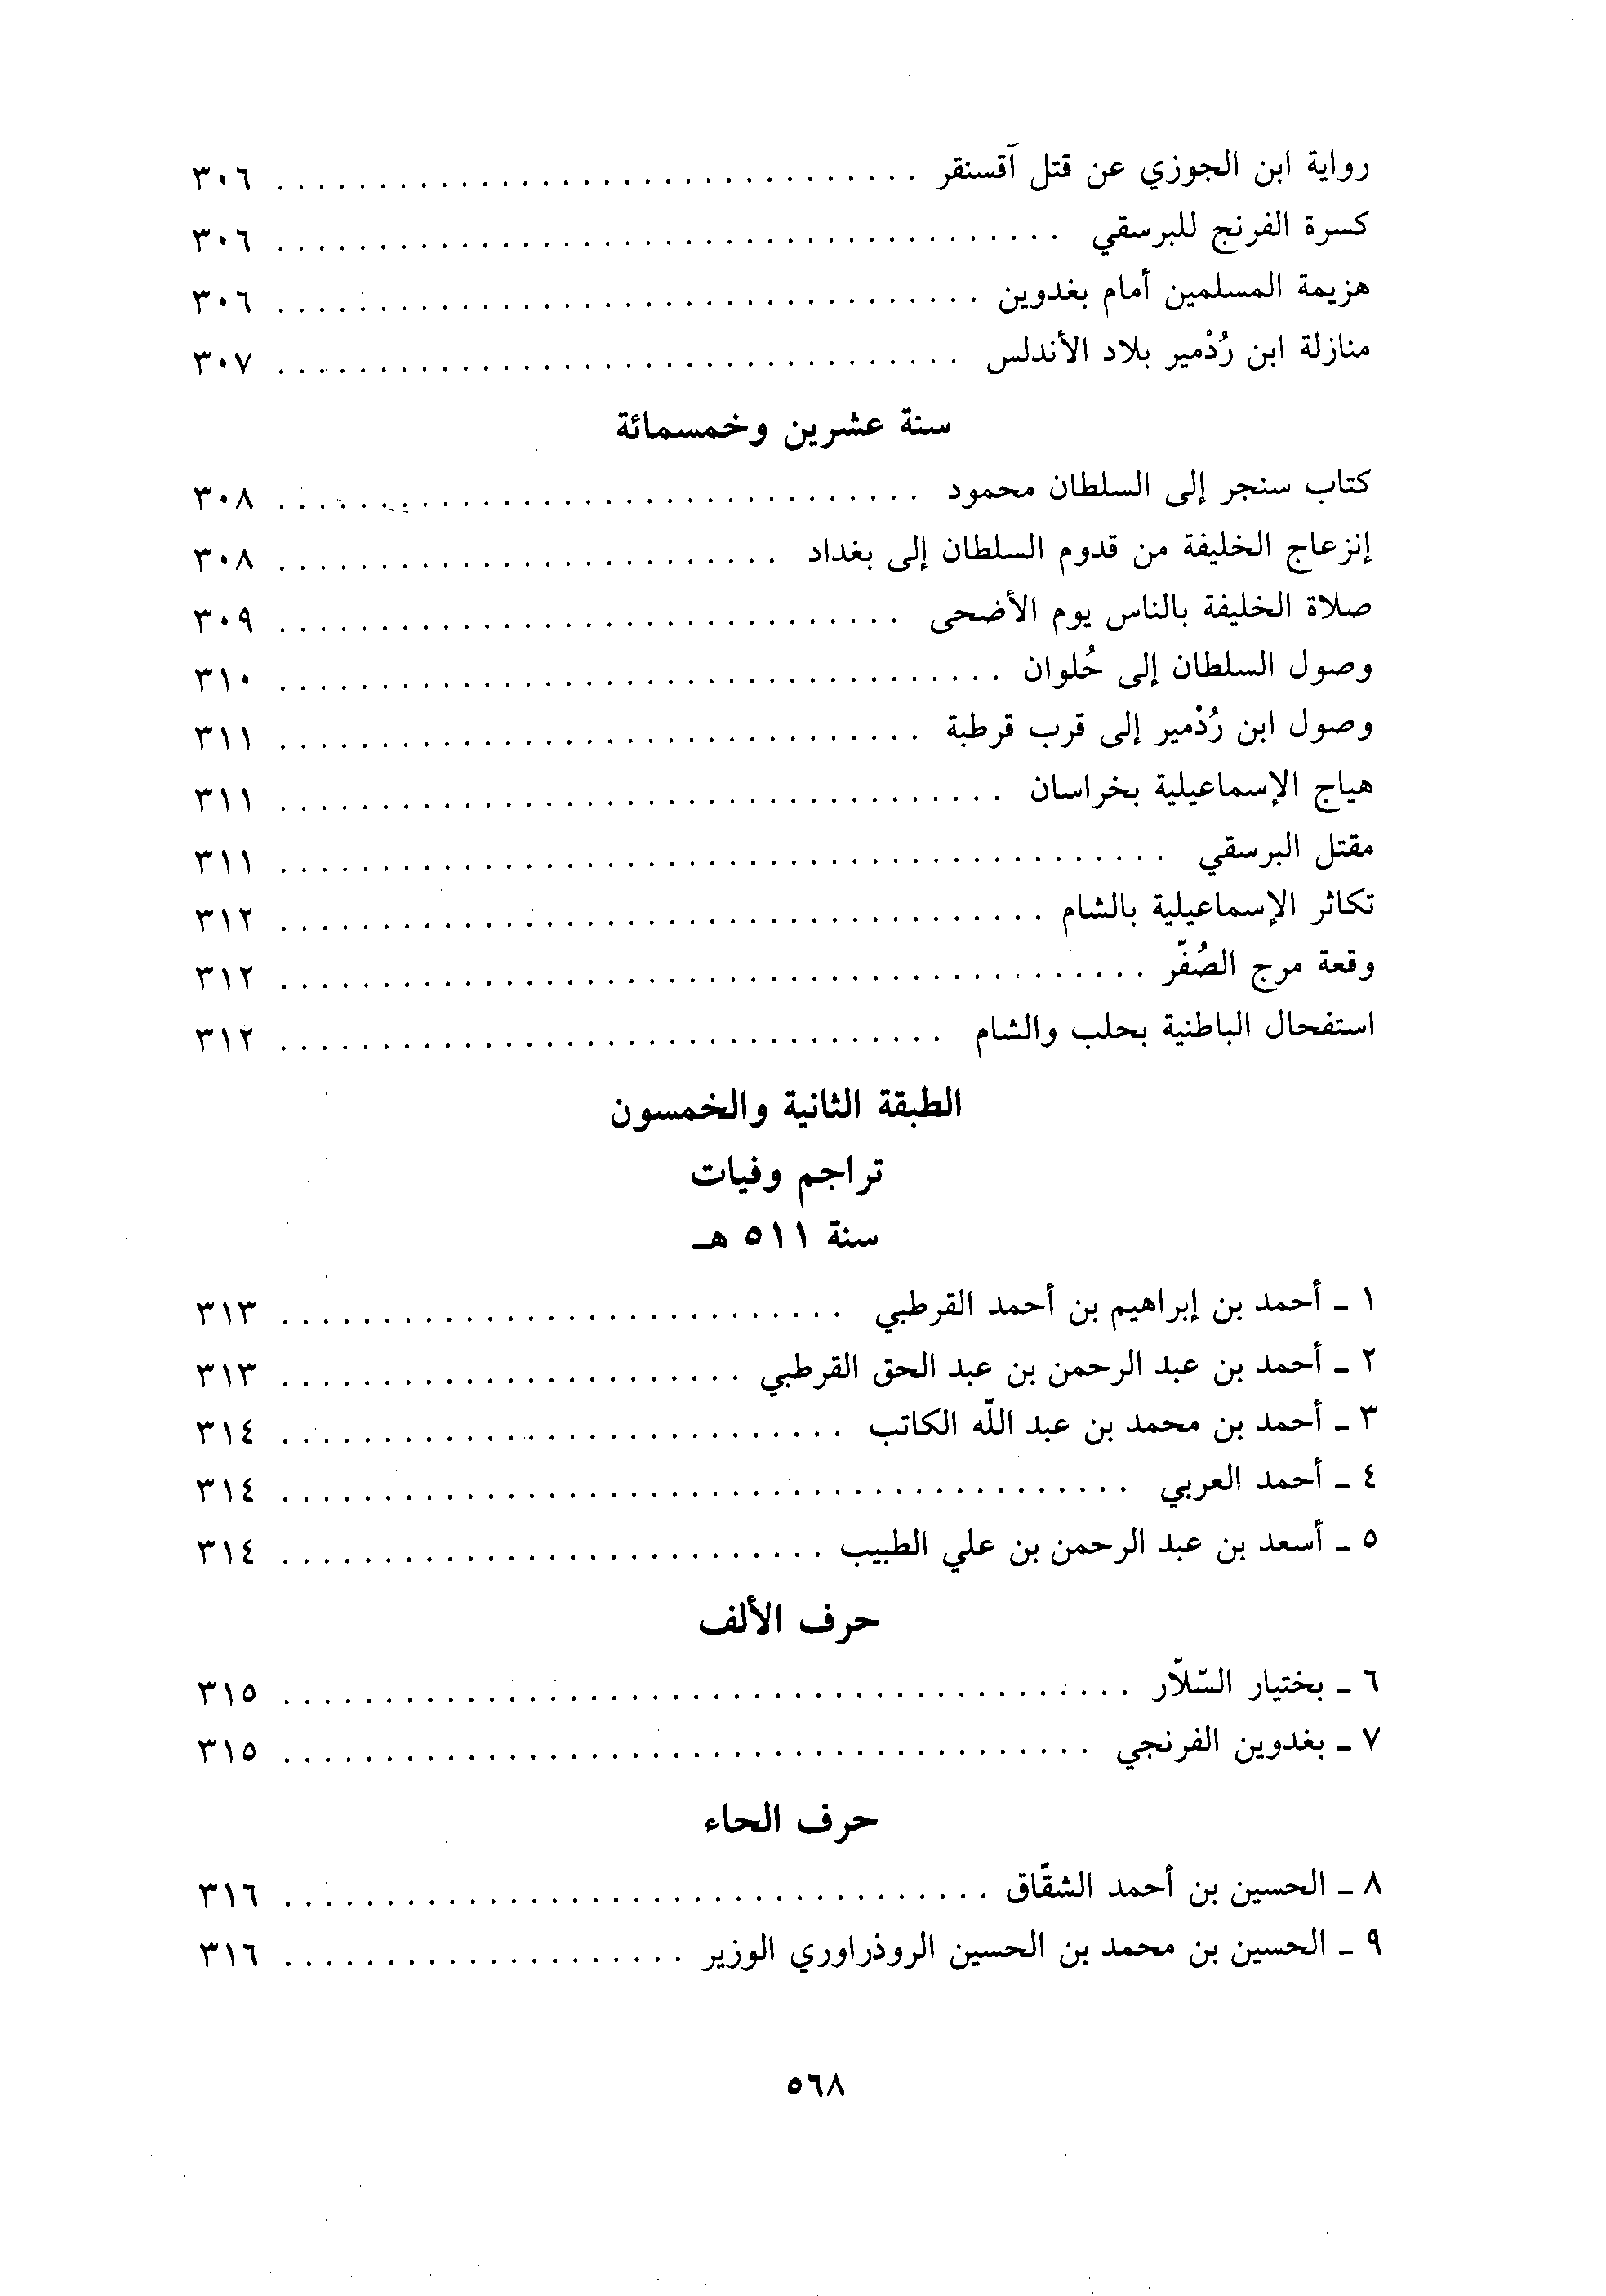 رواية ابن الجوزي عن قتل آقسنقر . . . . . . . . . . . . . . . . . . . . . . . . . . . . . . . . ٣٠٦
كسرة الفرنج للبرسقي . . . . . . . . . . . . . . . . . . . . . . . . . . . . . . . . . . . . . . . ٣٠٦
هزيمة المسلمين أمام بغدوين . . . . . . . . . . . . . . . . . . . . . . . . . . . . . . . . . . . ٣٠٦
منازلة ابن رُذْمير بلاد الأندلس . . . . . . . . . . . . . . . . . . . . . . . . . . . . . . . . . . ٣٠٧
سنة عشرين وخمسمائة
كتاب سنجر إلى السلطان محمود . . . . . . . . . . . . . . . . . . . . . . . . . . . . . . . . ٣٠٨
إنزعاج الخليفة من قدوم السلطان إلى بغداد . . . . . . . . . . . . . . . . . . . . . . . . . ٣٠٨
صلاة الخليفة بالناس يوم الأضحى . . . . . . . . . . . . . . . . . . . . . . . . . . . . . . . ٣٠٩
وصول السلطان إلى حُلوان . . . . . . . . . . . . . . . . . . . . . . . . . . . . . . . . . . . . ٣١٠
وصول ابن رُذْمير إلى قرب قرطبة . . . . . . . . . . . . . . . . . . . . . . . . . . . . . . . . ٣١١
هياج الإسماعيلية بخراسان . . . . . . . . . . . . . . . . . . . . . . . . . . . . . . . . . . . . ٣١١
مقتل البرسقي . . . . . . . . . . . . . . . . . . . . . . . . . . . . . . . . . . . . . . . . . . . . ٣١١
تكاثر الإسماعيلية بالشام . . . . . . . . . . . . . . . . . . . . . . . . . . . . . . . . . . . . . . ٣١٢
وقعة مرج الصُفّر . . . . . . . . . . . . . . . . . . . . . . . . . . . . . . . . . . . . . . . . . . . ٣١٢
استفحال الباطنية بحلب والشام . . . . . . . . . . . . . . . . . . . . . . . . . . . . . . . . . ٣١٢
الطبقة الثانية والخمسون
تراجم وفيات
سنة ٥١١ هـ
١ ـ أحمد بن إبراهيم بن أحمد القرطبي . . . . . . . . . . . . . . . . . . . . . . . . . . . . ٣١٣
٢ ـ أحمد بن عبد الرحمن بن عبد الحق القرطبي . . . . . . . . . . . . . . . . . . . . . . . ٣١٣
٣ ـ أحمد بن محمد بن عبد اللّه الكاتب . . . . . . . . . . . . . . . . . . . . . . . . . . . . ٣١٤
٤ ـ أحمد العربي . . . . . . . . . . . . . . . . . . . . . . . . . . . . . . . . . . . . . . . . . . ٣١٤
٥ ـ أسعد بن عبد الرحمن بن علي الطبيب . . . . . . . . . . . . . . . . . . . . . . . . . . . ٣١٤
حرف الألف
٦ ـ بختيار السّلاّر . . . . . . . . . . . . . . . . . . . . . . . . . . . . . . . . . . . . . . . . . . ٣١٥
٧ ـ بغدوين الفرنجي . . . . . . . . . . . . . . . . . . . . . . . . . . . . . . . . . . . . . . . . ٣١٥
حرف الحاء
٨ ـ الحسين بن أحمد الشقّاق . . . . . . . . . . . . . . . . . . . . . . . . . . . . . . . . . . . ٣١٦
٩ ـ الحسين بن محمد بن الحسين الروذراوري الوزير . . . . . . . . . . . . . . . . . . . . ٣١٦
٥٦٨